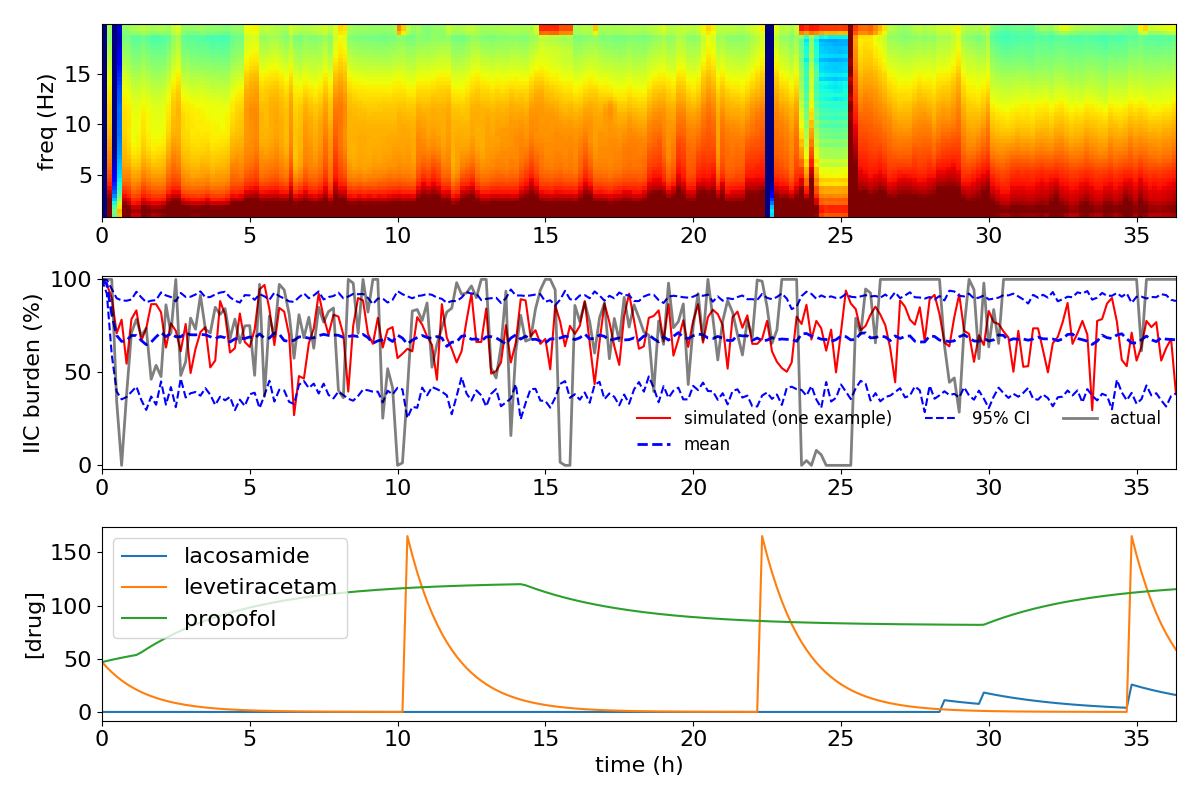 freq (Hz)
15
10
5
0 5 10 15 20 25 30 35
IIC burden (%)
100
50
0
simulated (one example) 95% CI actual
mean
0 5 10 15 20 25 30 35
[drug]
150
100
50
0
lacosamide
levetiracetam
propofol
0 5 10 15 20 25 30 35
time (h)